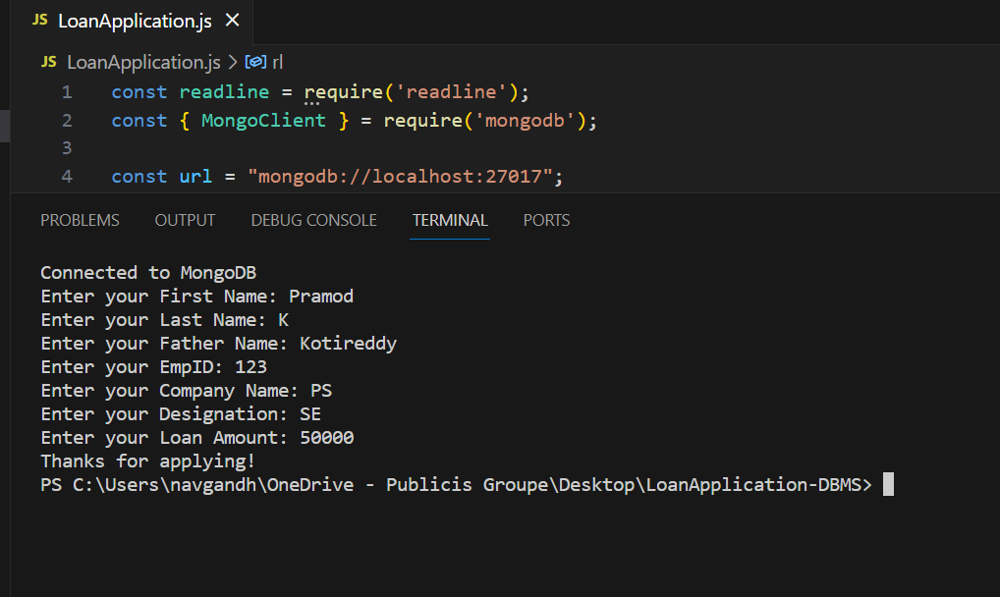 JS LoanApplication.js ×
JS LoanApplication.js > rl
1 const readline = require('readline');
2 const { MongoClient } = require('mongodb');
3
4 const url = "mongodb://localhost:27017";
PROBLEMS OUTPUT DEBUG CONSOLE TERMINAL PORTS
Connected to MongoDB
Enter your First Name: Pramod
Enter your Last Name: K
Enter your Father Name: Kotireddy
Enter your EmpID: 123
Enter your Company Name: PS
Enter your Designation: SE
Enter your Loan Amount: 50000
Thanks for applying!
PS C:\Users\navgandh\OneDrive - Publicis Groupe\Desktop\LoanApplication-DBMS>